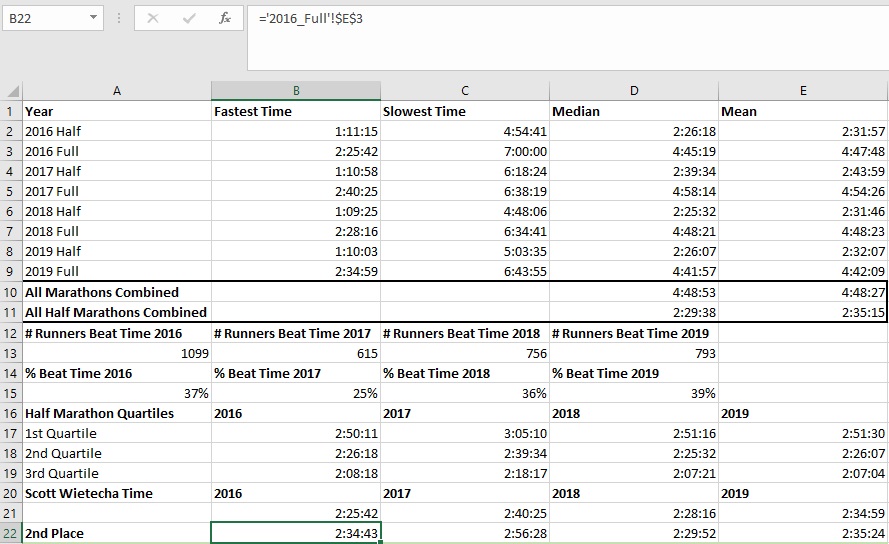 B22 fx ='2016_Full'!$E$3
A B C D E
1 Year Fastest Time Slowest Time Median Mean
2 2016 Half 1:11:15 4:54:41 2:26:18 2:31:57
3 2016 Full 2:25:42 7:00:00 4:45:19 4:47:48
4 2017 Half 1:10:58 6:18:24 2:39:34 2:43:59
5 2017 Full 2:40:25 6:38:19 4:58:14 4:54:26
6 2018 Half 1:09:25 4:48:06 2:25:32 2:31:46
7 2018 Full 2:28:16 6:34:41 4:48:21 4:48:23
8 2019 Half 1:10:03 5:03:35 2:26:07 2:32:07
9 2019 Full 2:34:59 6:43:55 4:41:57 4:42:09
10 All Marathons Combined 4:48:53 4:48:27
11 All Half Marathons Combined 2:29:38 2:35:15
12 # Runners Beat Time 2016 # Runners Beat Time 2017 # Runners Beat Time 2018 # Runners Beat Time 2019
13 1099 615 756 793
14 % Beat Time 2016 % Beat Time 2017 % Beat Time 2018 % Beat Time 2019
15 37% 25% 36% 39%
16 Half Marathon Quartiles 2016 2017 2018 2019
17 1st Quartile 2:50:11 3:05:10 2:51:16 2:51:30
18 2nd Quartile 2:26:18 2:39:34 2:25:32 2:26:07
19 3rd Quartile 2:08:18 2:18:17 2:07:21 2:07:04
20 Scott Wietecha Time 2016 2017 2018 2019
21 2:25:42 2:40:25 2:28:16 2:34:59
22 2nd Place 2:34:43 2:56:28 2:29:52 2:35:24